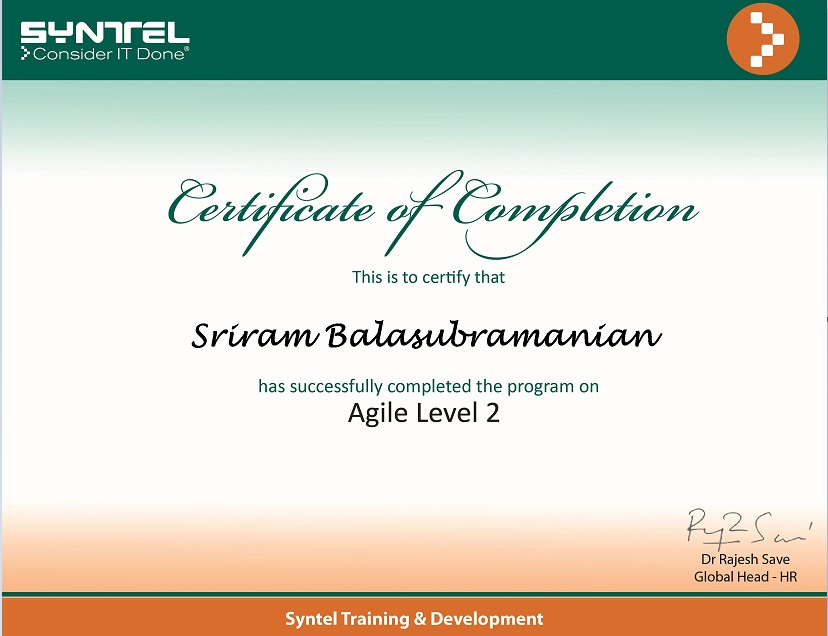 SYNTEL
Consider IT Done®
Certificate of Completion
This is to certify that
Sriram Balasubramanian
has successfully completed the program on
Agile Level 2
Dr Rajesh Save
Global Head - HR
Syntel Training & Development